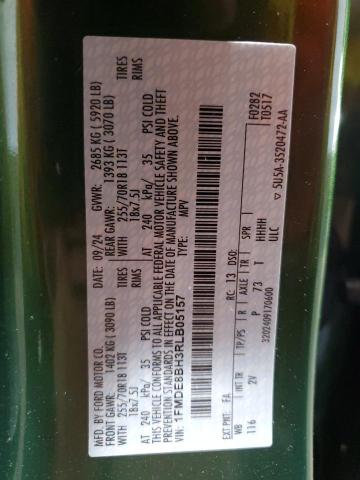 MFD. BY FORD MOTOR CO.
DATE: 09/24 GVWR: 2685 KG ( 5920 LB)
FRONT GAWR: 1402 KG ( 3090 LB) REAR GAWR: 1393 KG ( 3070 LB)
WITH 255/70R18 113T TIRES WITH 255/70R18 113T TIRES
18x7.5J RIMS 18x7.5J RIMS
AT 240 kPa/ 35 PSI COLD AT 240 kPa/ 35 PSI COLD
THIS VEHICLE CONFORMS TO ALL APPLICABLE FEDERAL MOTOR VEHICLE SAFETY AND THEFT
PREVENTION STANDARDS IN EFFECT ON THE DATE OF MANUFACTURE SHOWN ABOVE.
VIN: 1FMDE8BH3RLB05157
TYPE: MPV
F0282
T0517
3202409170600
EXT PNT: FA RC: 13 DSO:
WB INT TR TP/PS R AXLE TR SPR
116 2V P 73 T HHHH
ULC
▽ 5U5A-3520472-AA